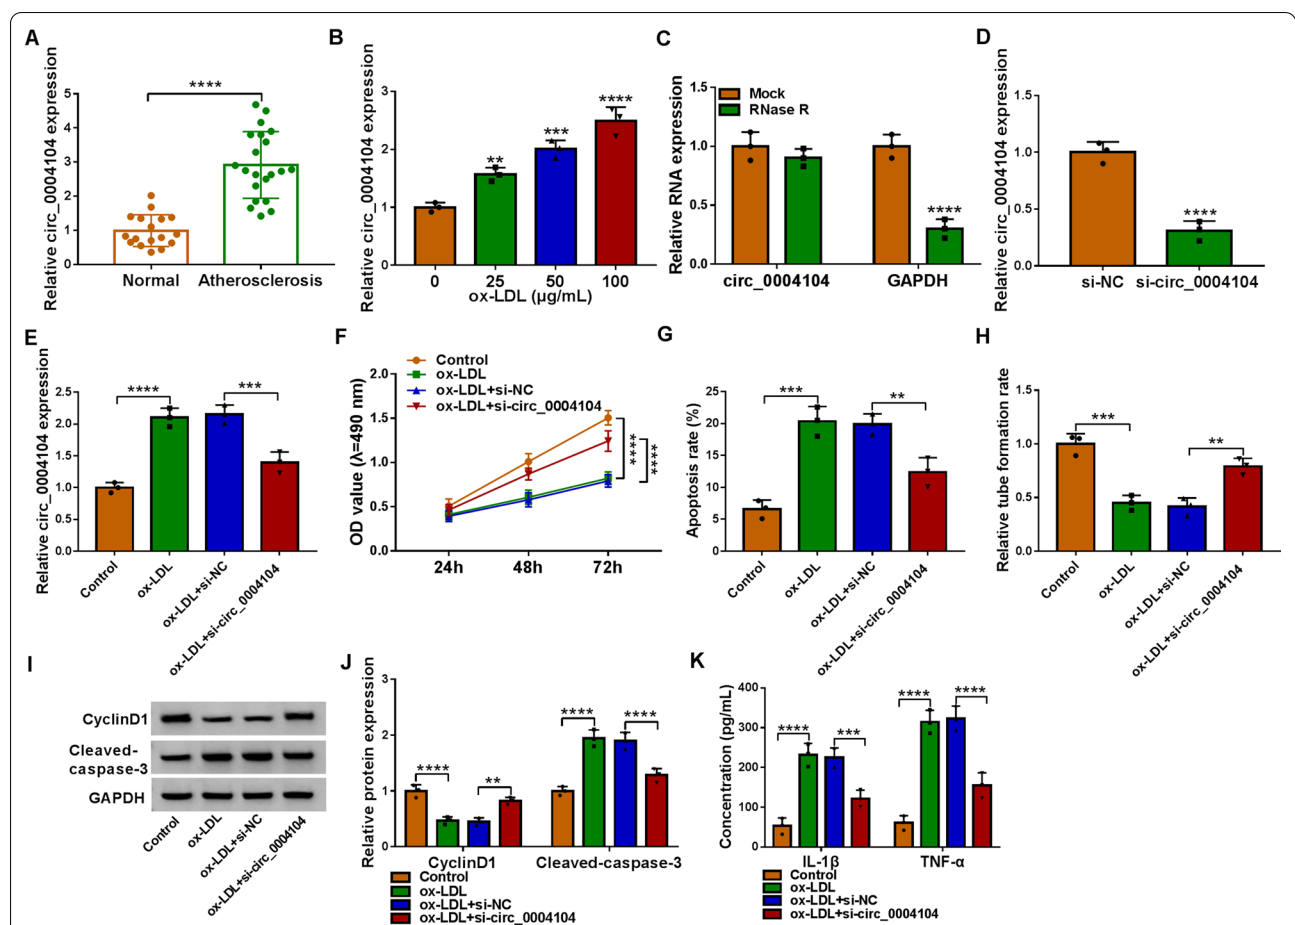 A
Relative circ_0004104 expression
5
4
3
2
1
0
****
Normal
Atherosclerosis
B
Relative circ_0004104 expression
3
2
1
0
**
***
****
0
25
50
100
ox-LDL (μg/mL)
C
Relative RNA expression
1.5
1.0
0.5
0.0
Mock
RNase R
****
circ_0004104
GAPDH
D
Relative circ_0004104 expression
1.5
1.0
0.5
0.0
****
si-NC
si-circ_0004104
E
Relative circ_0004104 expression
2.5
2.0
1.5
1.0
0.5
0.0
****
***
Control
ox-LDL
ox-LDL+si-NC
ox-LDL+si-circ_0004104
F
OD value (λ=490 nm)
2.0
1.5
1.0
0.5
0.0
Control
ox-LDL
ox-LDL+si-NC
ox-LDL+si-circ_0004104
****
****
24h
48h
72h
G
Apoptosis rate (%)
25
20
15
10
5
0
***
**
Control
ox-LDL
ox-LDL+si-NC
ox-LDL+si-circ_0004104
H
Relative tube formation rate
1.5
1.0
0.5
0.0
***
**
Control
ox-LDL
ox-LDL+si-NC
ox-LDL+si-circ_0004104
I
CyclinD1
Cleaved-
caspase-3
GAPDH
Control
ox-LDL
ox-LDL+si-NC
ox-LDL+si-circ_0004104
J
Relative protein expression
3
2
1
0
****
**
****
****
CyclinD1
Cleaved-caspase-3
Control
ox-LDL
ox-LDL+si-NC
ox-LDL+si-circ_0004104
K
Concentration (pg/mL)
400
300
200
100
0
****
***
****
****
IL-1β
TNF-α
Control
ox-LDL
ox-LDL+si-NC
ox-LDL+si-circ_0004104